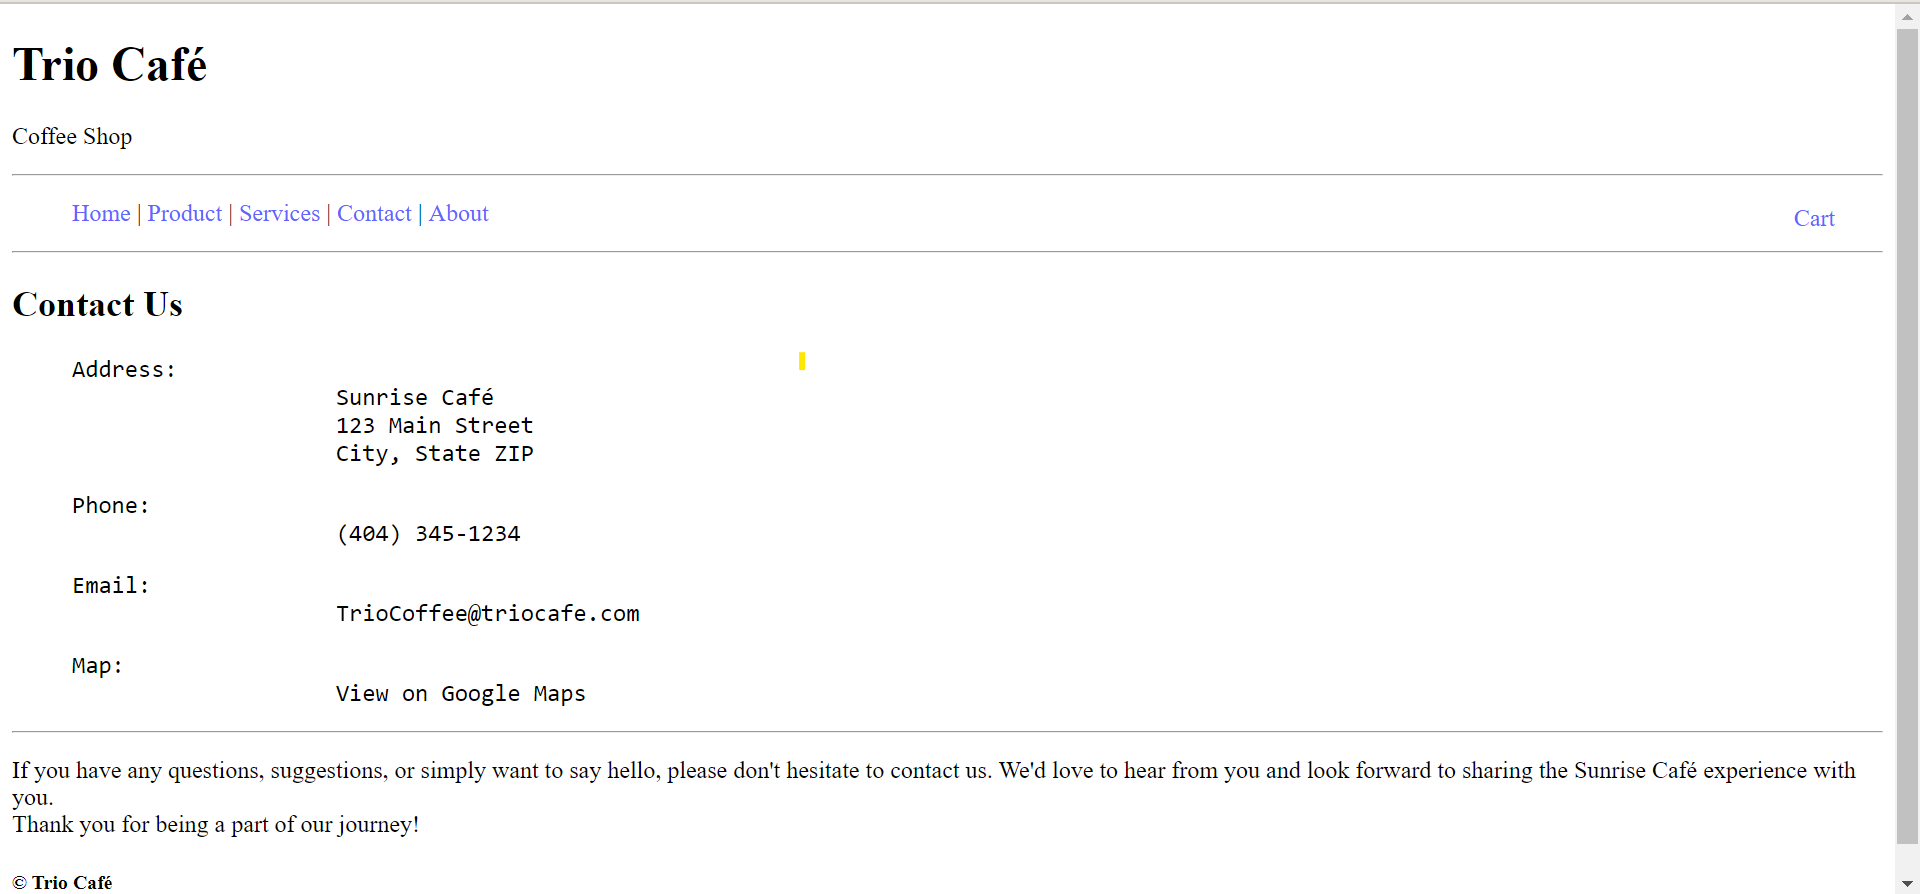 Trio Café
Coffee Shop
Home | Product | Services | Contact | About
Cart
Contact Us
Address:
Sunrise Café
123 Main Street
City, State ZIP
Phone:
(404) 345-1234
Email:
TrioCoffee@triocafe.com
Map:
View on Google Maps
If you have any questions, suggestions, or simply want to say hello, please don't hesitate to contact us. We'd love to hear from you and look forward to sharing the Sunrise Café experience with
you.
Thank you for being a part of our journey!
© Trio Café